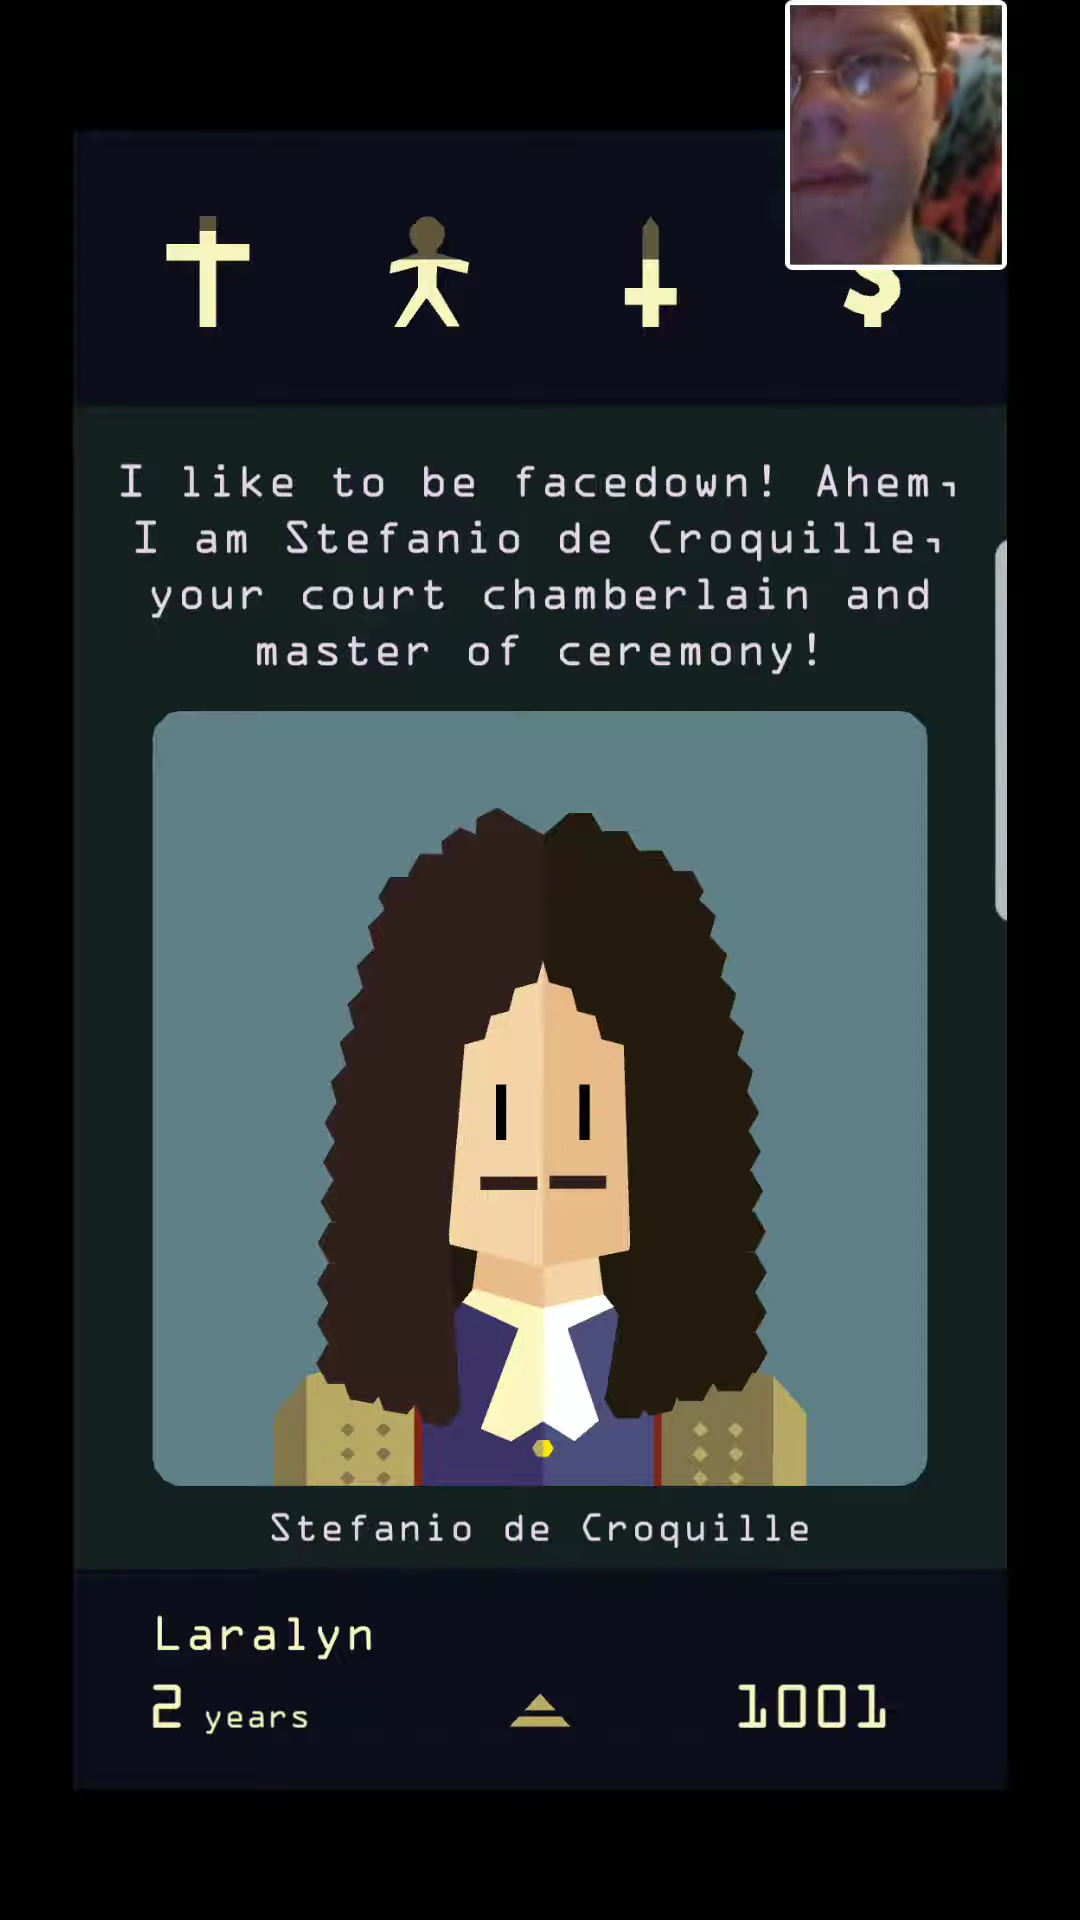 I like to be facedown! Ahem,
I am Stefanio de Croquille,
your court chamberlain and
master of ceremony!
Stefanio de Croquille
Laralyn
2 years
1001